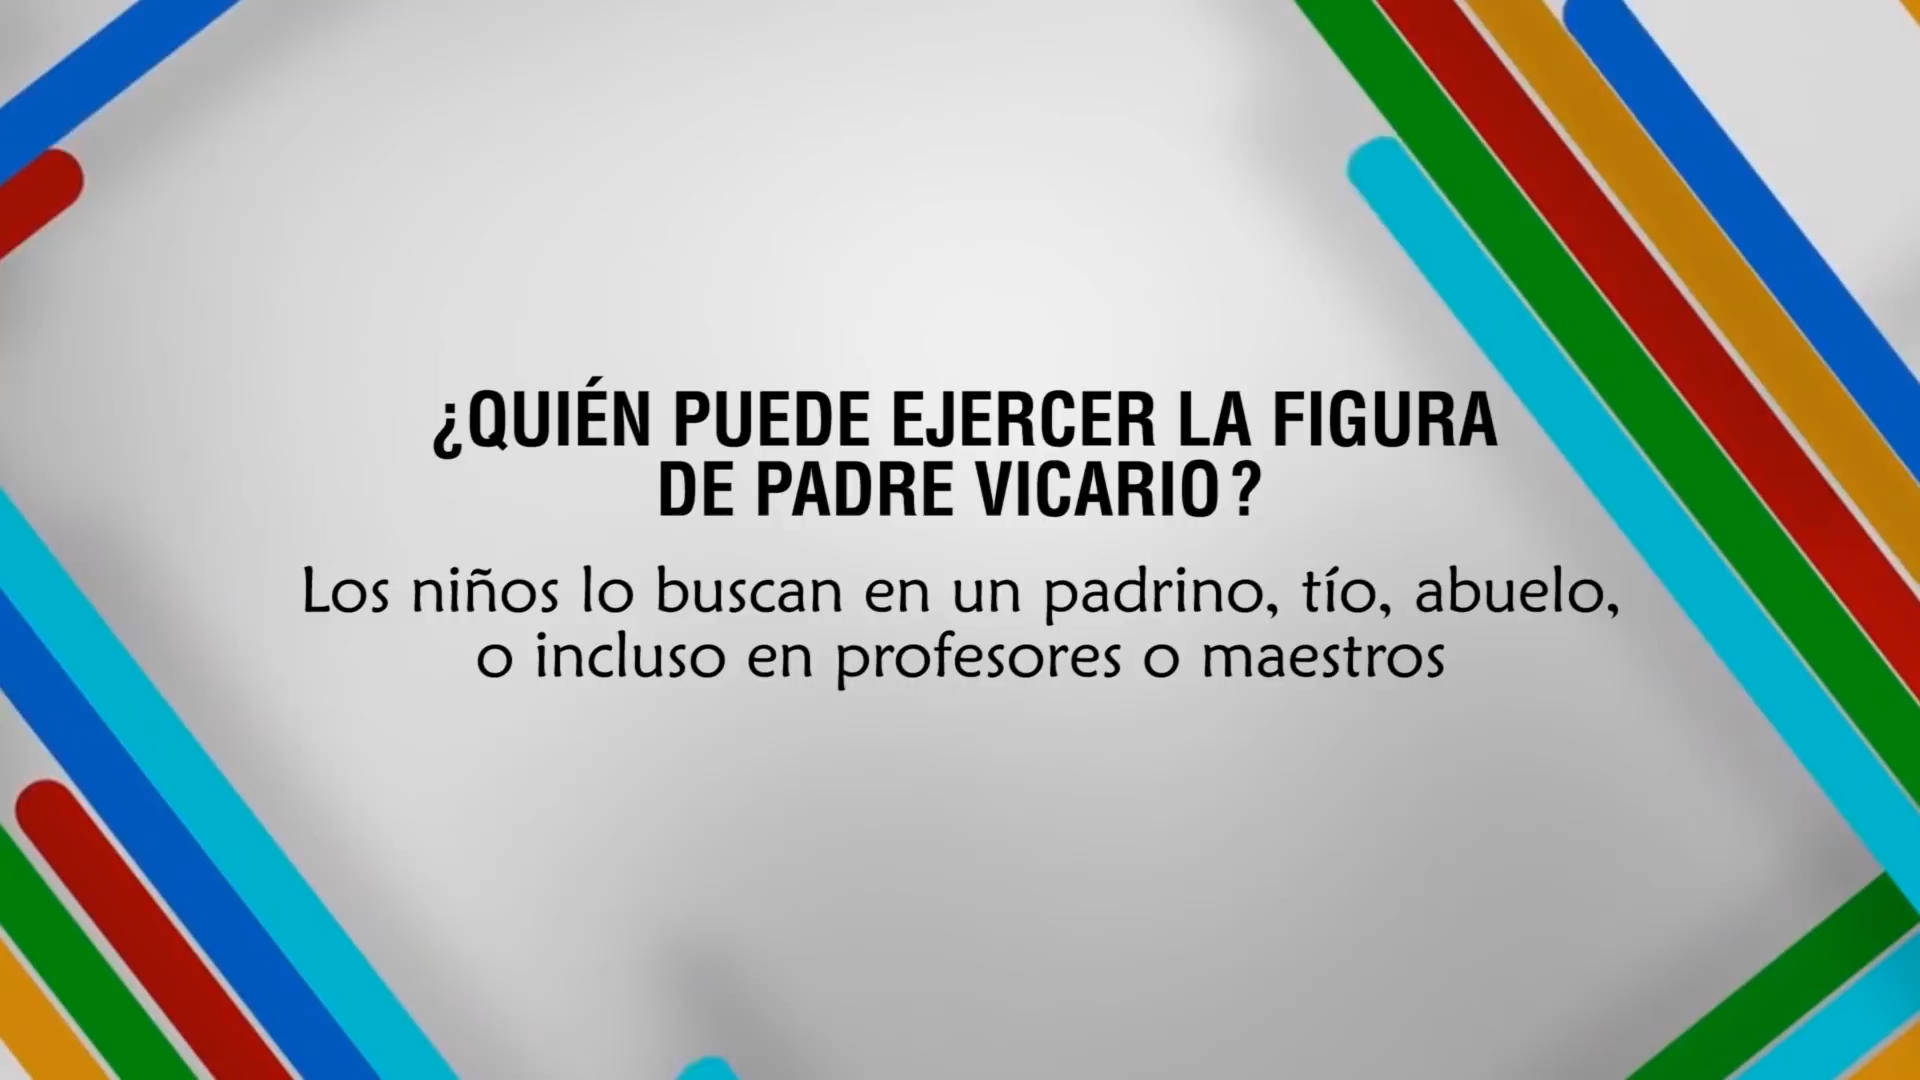 ¿QUIÉN PUEDE EJERCER LA FIGURA
DE PADRE VICARIO?
Los niños lo buscan en un padrino, tío, abuelo,
o incluso en profesores o maestros